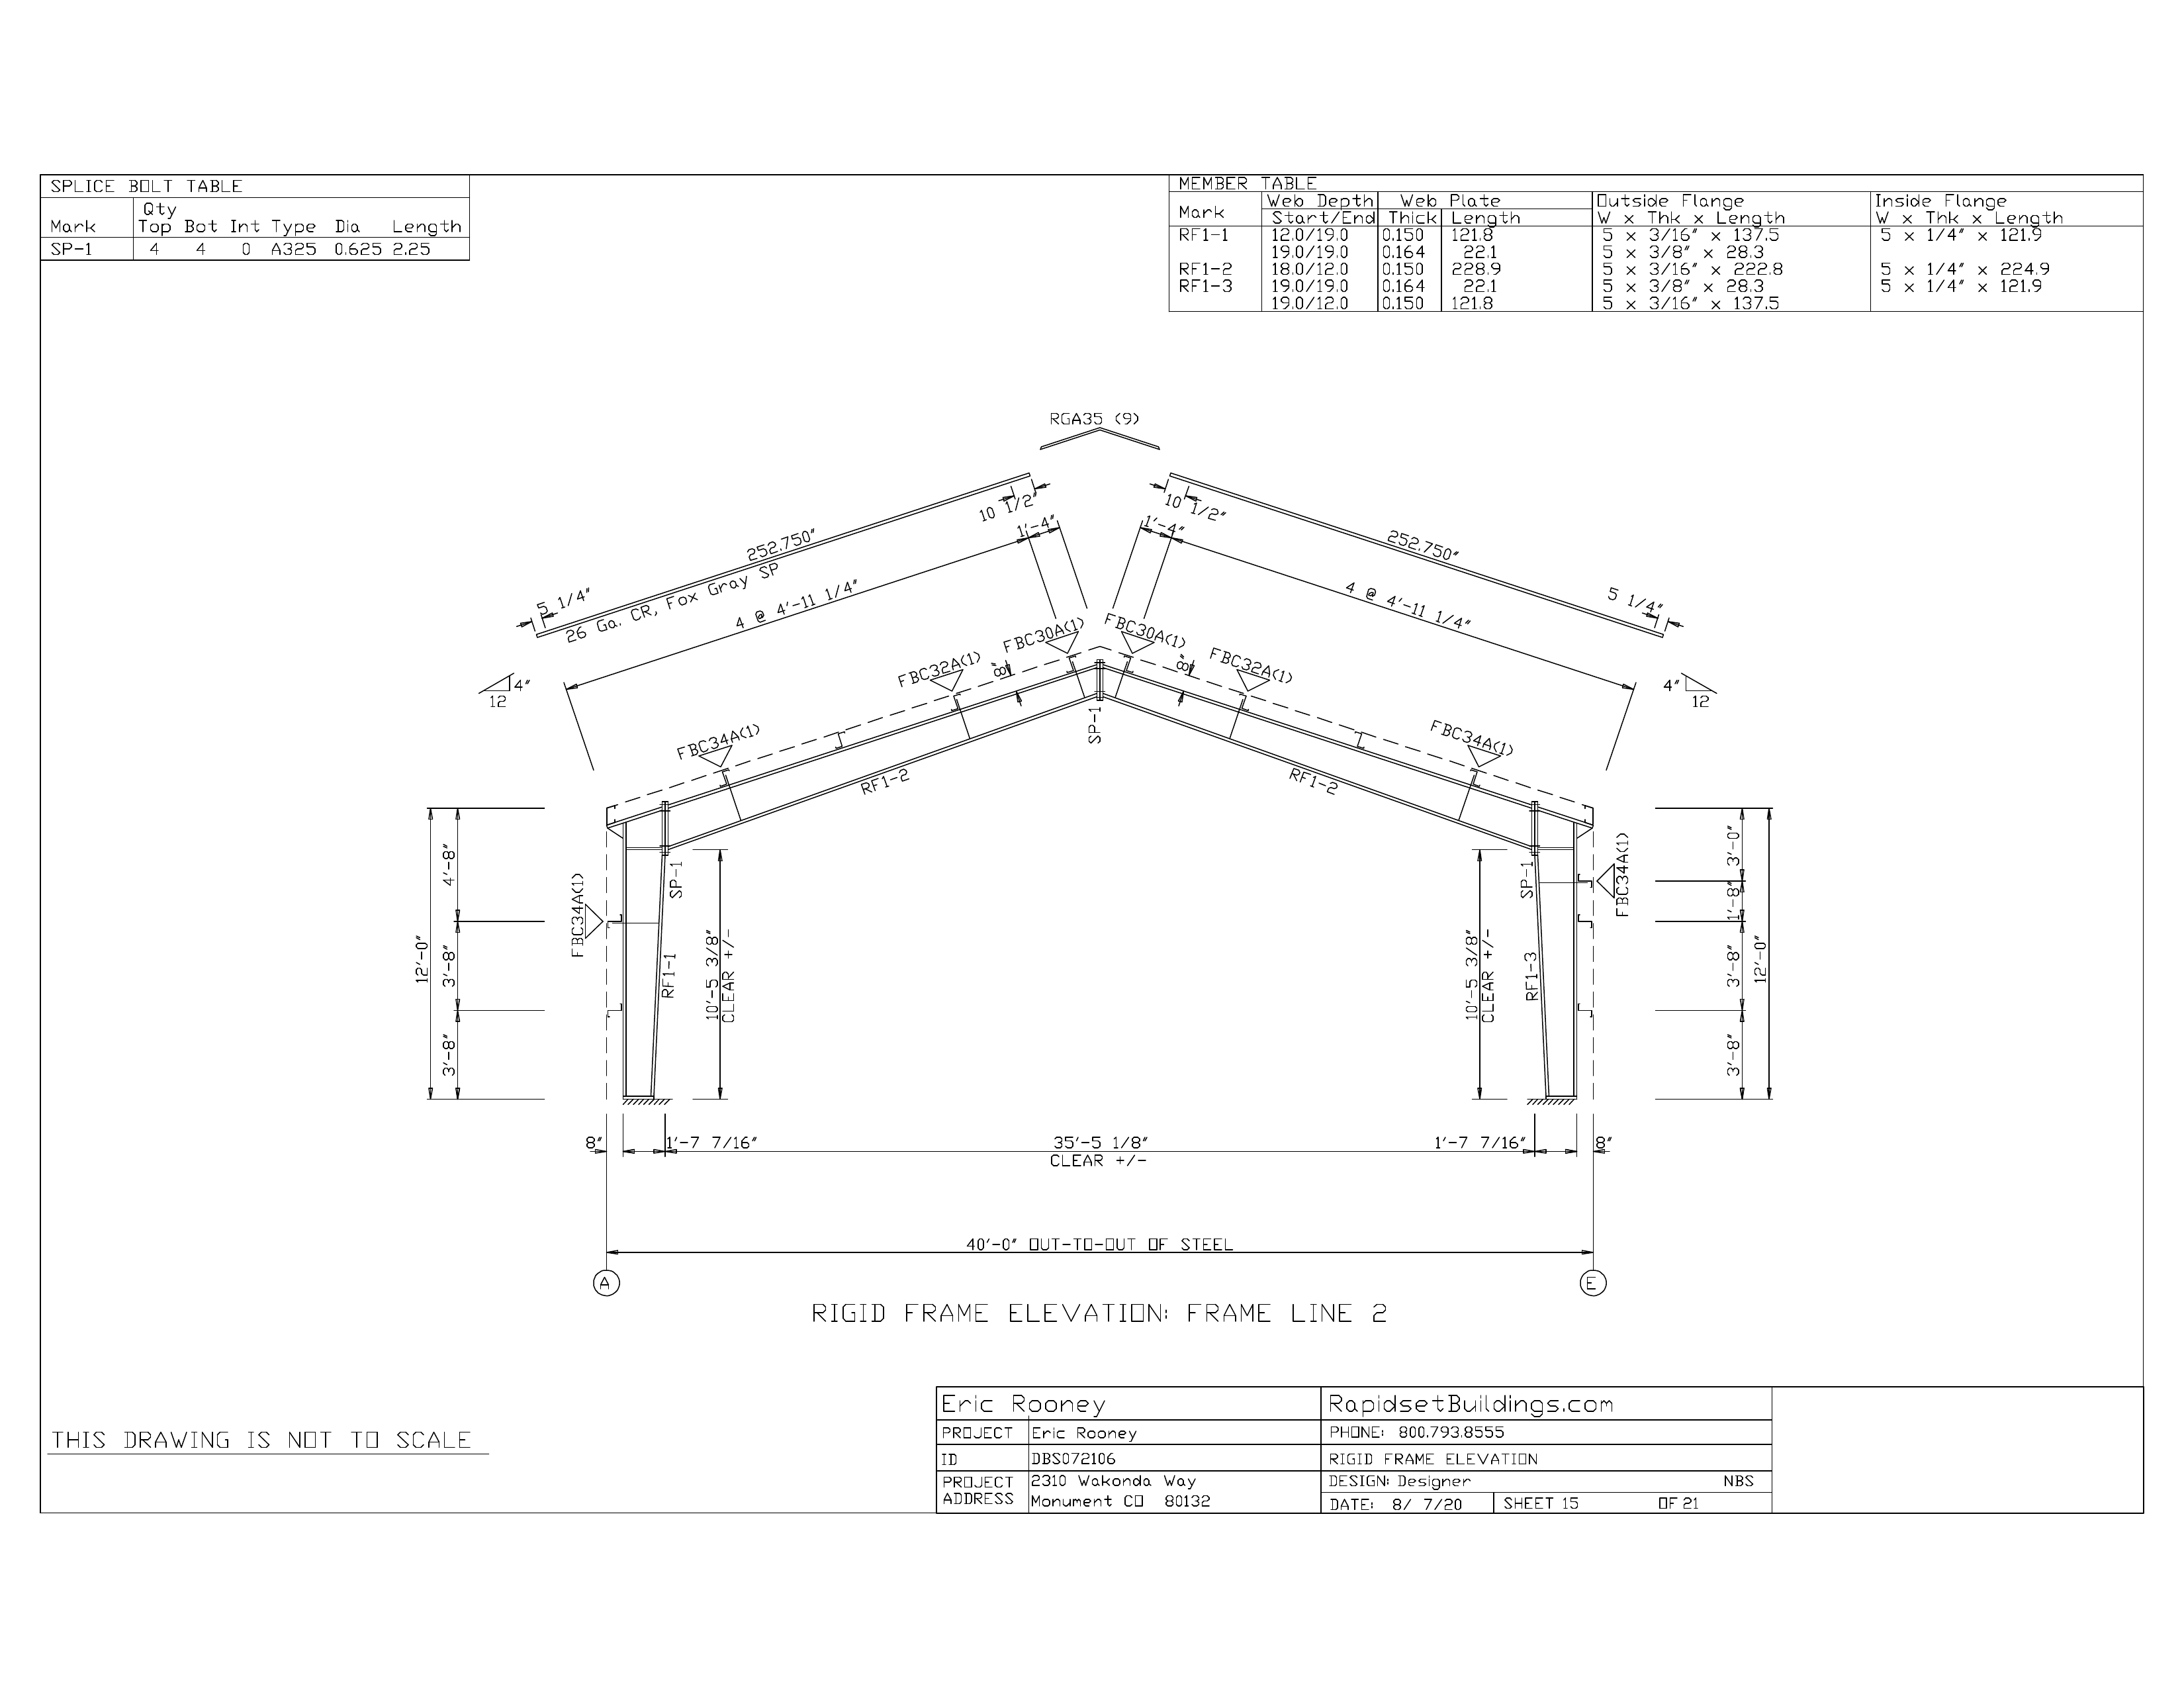 SPLICE BOLT TABLE
Qty
Mark Top Bot Int Type Dia Length
SP-1 4 4 0 A325 0.625 2.25
MEMBER TABLE
Web Depth Web Plate Outside Flange Inside Flange
Mark Start/End Thick Length W x Thk x Length W x Thk x Length
RF1-1 12.0/19.0 0.150 121.8 5 x 3/16" x 137.5 5 x 1/4" x 121.9
19.0/19.0 0.164 22.1 5 x 3/8" x 28.3
RF1-2 18.0/12.0 0.150 228.9 5 x 3/16" x 222.8 5 x 1/4" x 224.9
RF1-3 19.0/19.0 0.164 22.1 5 x 3/8" x 28.3 5 x 1/4" x 121.9
19.0/12.0 0.150 121.8 5 x 3/16" x 137.5
RGA35 (9)
10 1/2" 10 1/2"
1'-4" 1'-4"
252.750" 252.750"
5 1/4" 5 1/4"
26 Ga. CR, Fox Gray SP
4 @ 4'-11 1/4" 4 @ 4'-11 1/4"
FBC30A(1) FBC30A(1)
FBC32A(1) 8" 8" FBC32A(1)
4" 4"
12 12
SP-1
FBC34A(1) FBC34A(1)
RF1-2 RF1-2
12'-0" 4'-8" 3'-8" 3'-8"
FBC34A(1)
SP-1
RF1-1
10'-5 3/8"
CLEAR +/-
10'-5 3/8"
CLEAR +/-
SP-1
RF1-3
FBC34A(1)
3'-0" 1'-8" 3'-8" 3'-8" 12'-0"
8" 1'-7 7/16" 35'-5 1/8" 1'-7 7/16" 8"
CLEAR +/-
40'-0" OUT-TO-OUT OF STEEL
A E
RIGID FRAME ELEVATION: FRAME LINE 2
THIS DRAWING IS NOT TO SCALE
Eric Rooney RapidsetBuildings.com
PROJECT Eric Rooney PHONE: 800.793.8555
ID DBS072106 RIGID FRAME ELEVATION
PROJECT 2310 Wakonda Way DESIGN: Designer NBS
ADDRESS Monument CO 80132 DATE: 8/ 7/20 SHEET 15 OF 21